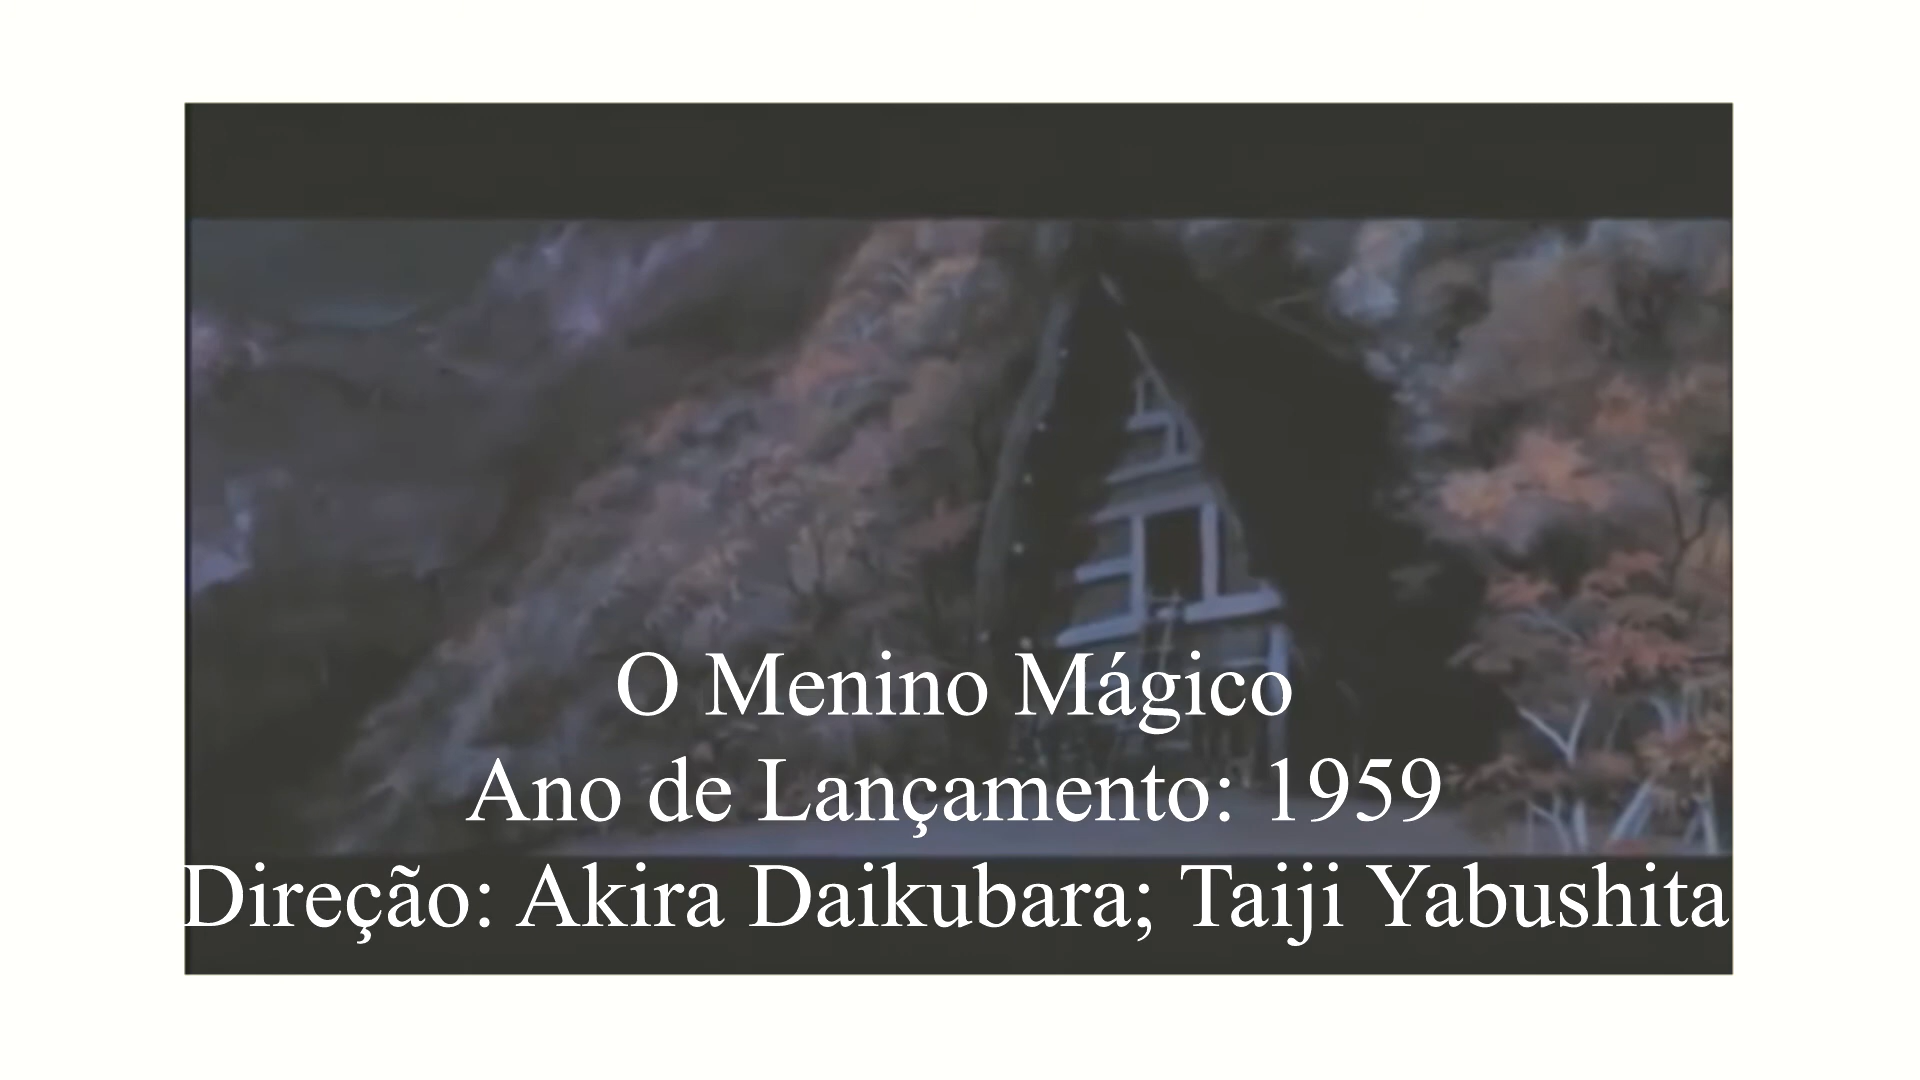 O Menino Mágico
Ano de Lançamento: 1959
Direção: Akira Daikubara; Taiji Yabushita